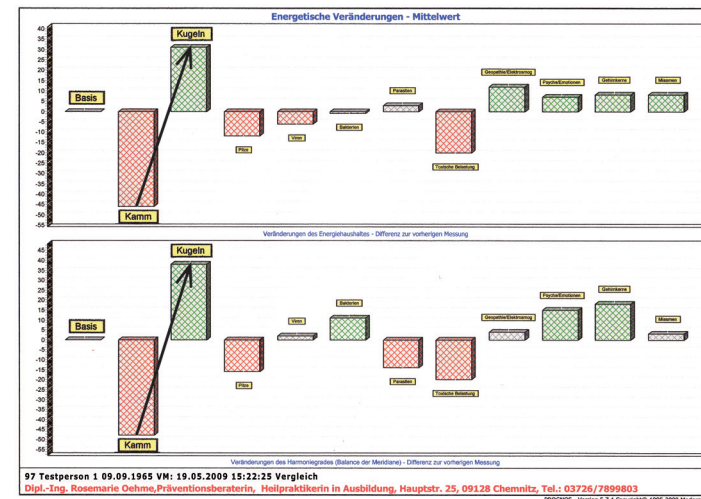 Energetische Veränderungen - Mittelwert
40
35
30
25
20
15
10
5
0
-5
-10
-15
-20
-25
-30
-35
-40
-45
-50
-55
Basis
Kamm
Kugeln
Pilze
Viren
Bakterien
Parasiten
Toxische Belastung
Geopathie/Elektrosmog
Psyche/Emotionen
Gehirnkerne
Miasmen
Veränderungen des Energiehaushaltes - Differenz zur vorherigen Messung
45
40
35
30
25
20
15
10
5
0
-5
-10
-15
-20
-25
-30
-35
-40
-45
-50
-55
Basis
Kamm
Kugeln
Pilze
Viren
Bakterien
Parasiten
Toxische Belastung
Geopathie/Elektrosmog
Psyche/Emotionen
Gehirnkerne
Miasmen
Veränderungen des Harmoniegrades (Balance der Meridiane) - Differenz zur vorherigen Messung
97 Testperson 1 09.09.1965 VM: 19.05.2009 15:22:25 Vergleich
Dipl.-Ing. Rosemarie Oehme,Präventionsberaterin, Heilpraktikerin in Ausbildung, Hauptstr. 25, 09128 Chemnitz, Tel.: 03726/7899803